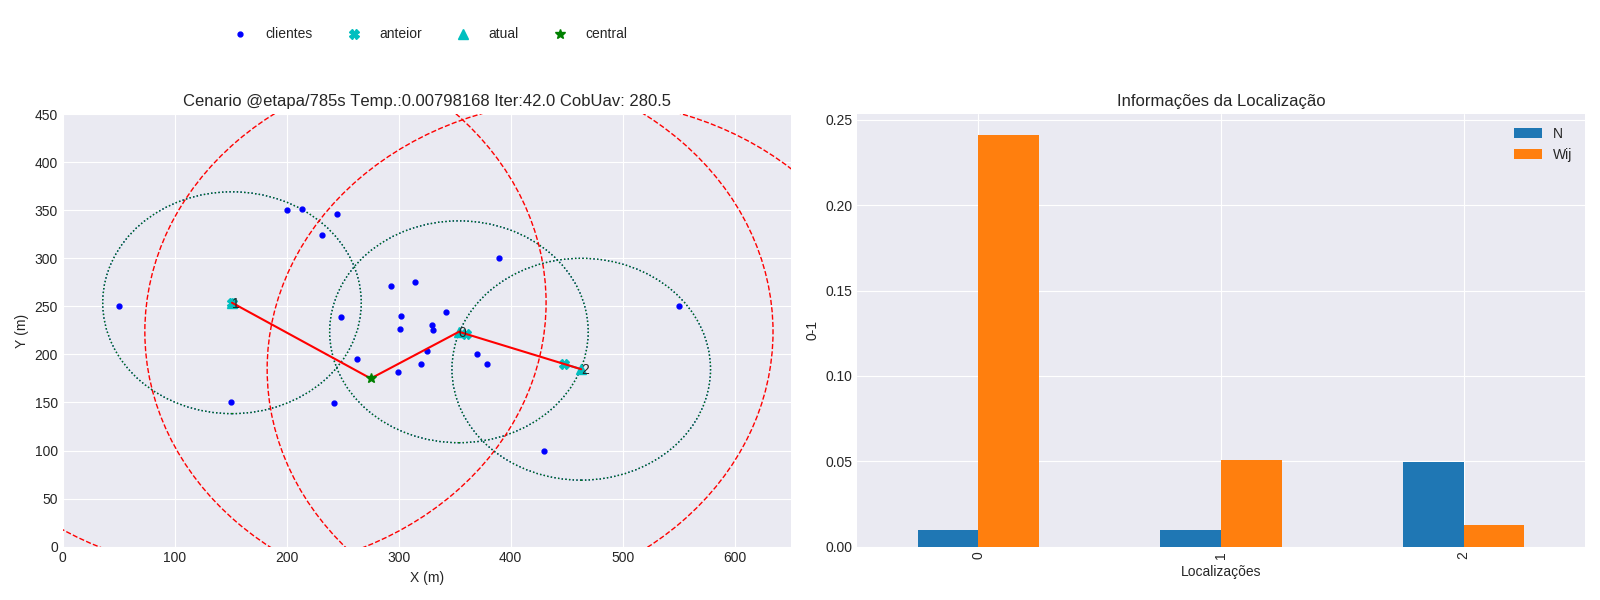 clientes anteior atual central
Cenario @etapa/785s Temp.:0.00798168 Iter:42.0 CobUav: 280.5
450
400
350
300
250
200
150
100
50
0
Y (m)
1
0
2
0 100 200 300 400 500 600
X (m)
Informações da Localização
N
Wij
0.25
0.20
0.15
0.10
0.05
0.00
0-1
0 1 2
Localizações